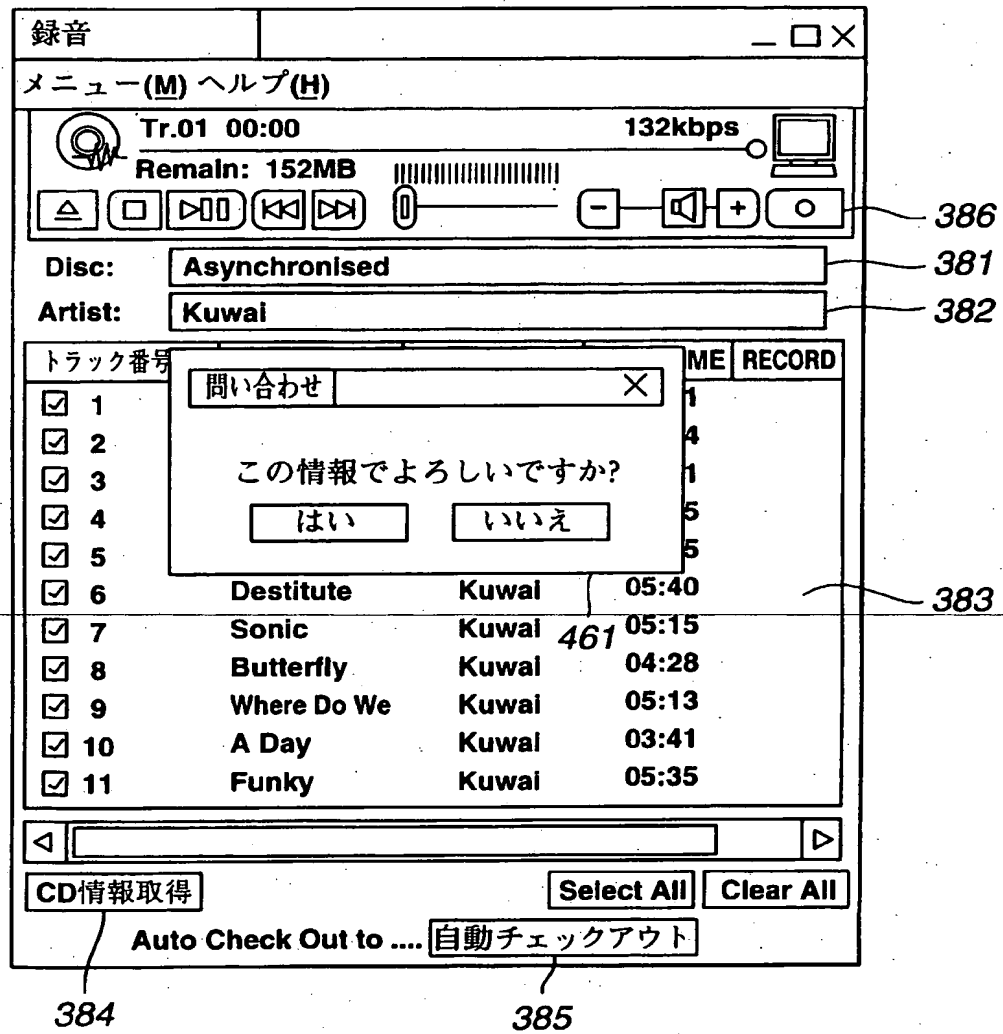 録音
メニュー(M) ヘルプ(H)
Tr.01 00:00 132kbps
Remain: 152MB
386
Disc: Asynchronised 381
Artist: Kuwai 382
トラック番号 ME RECORD
問い合わせ
1 1
2 4
この情報でよろしいですか?
3 1
はい いいえ
4 5
5 5
6 Destitute Kuwai 05:40 383
7 Sonic Kuwai 461 05:15
8 Butterfly Kuwai 04:28
9 Where Do We Kuwai 05:13
10 A Day Kuwai 03:41
11 Funky Kuwai 05:35
CD情報取得 Select All Clear All
Auto Check Out to .... 自動チェックアウト
384 385